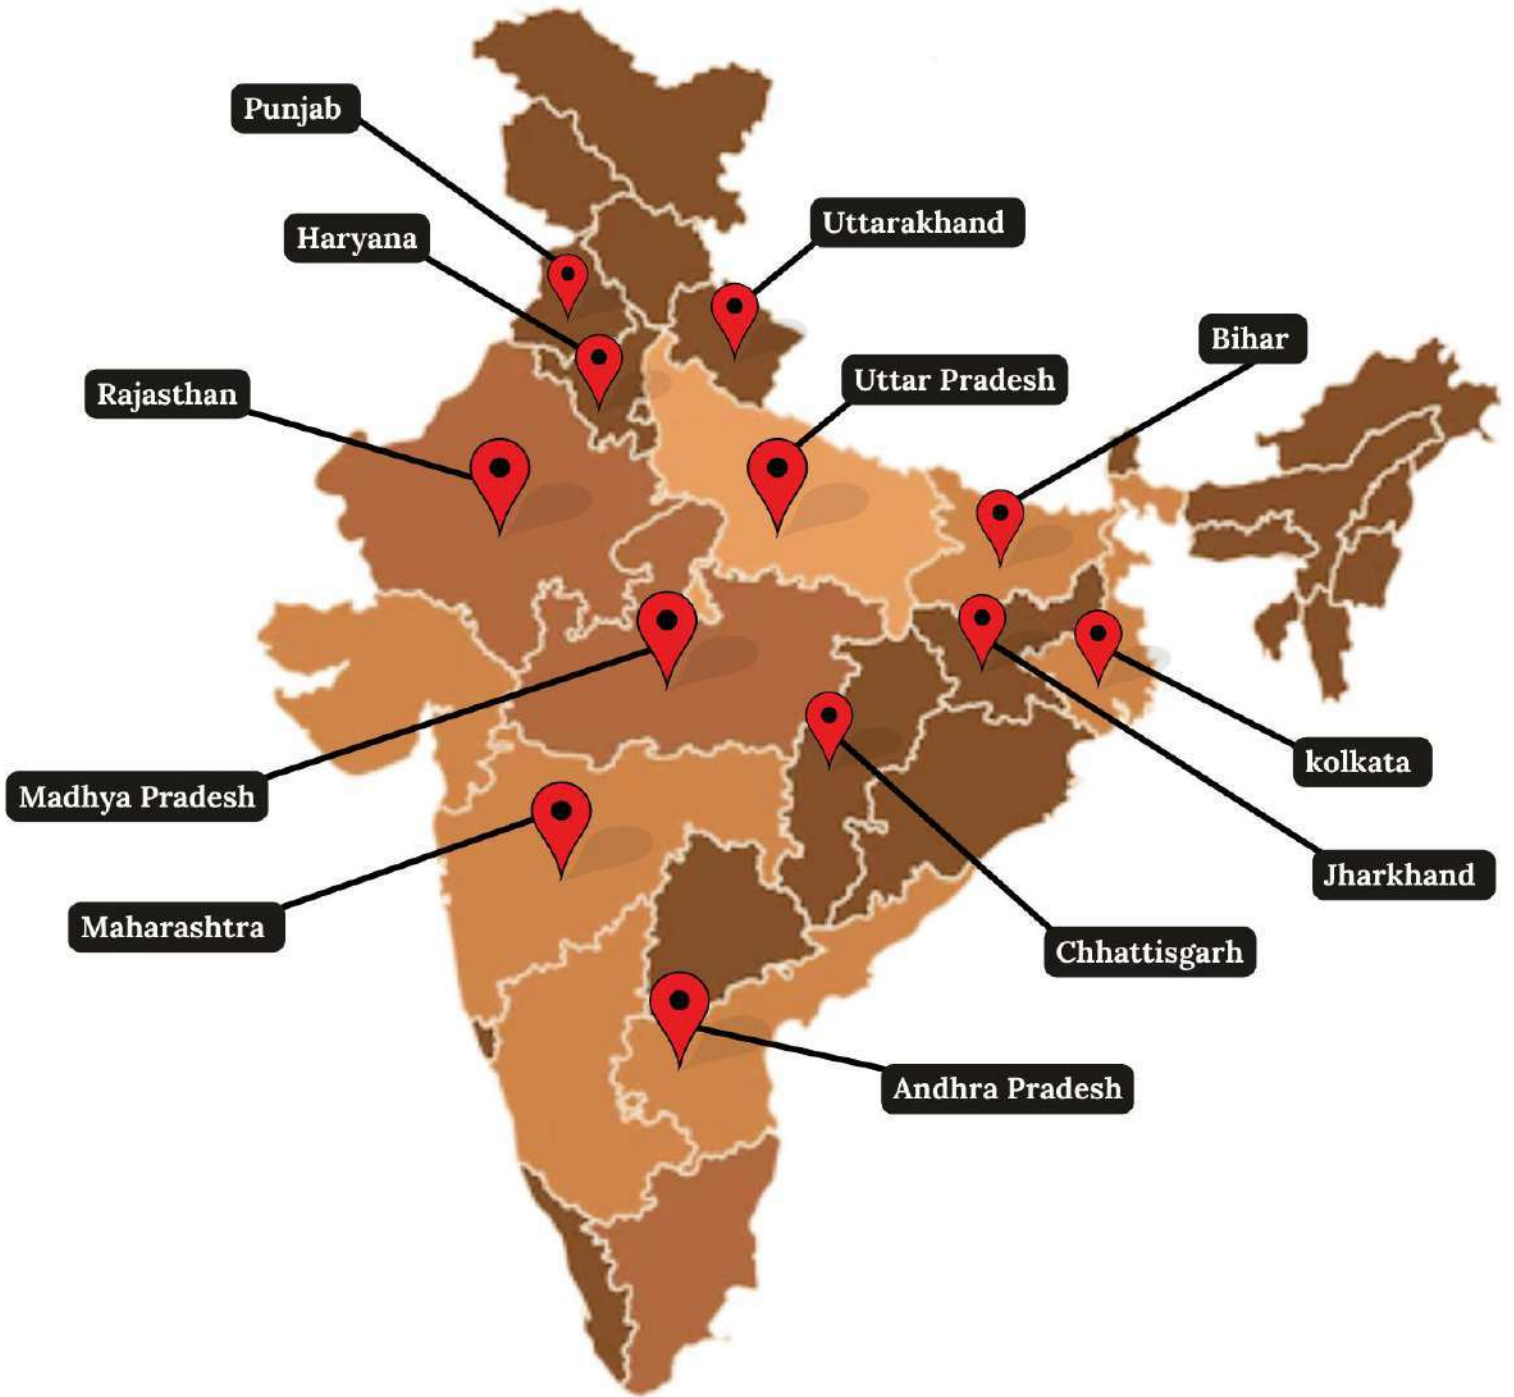 Punjab
Uttarakhand
Haryana
Bihar
Uttar Pradesh
Rajasthan
kolkata
Madhya Pradesh
Jharkhand
Maharashtra
Chhattisgarh
Andhra Pradesh